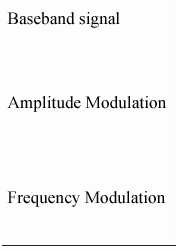 Baseband signal
Amplitude Modulation
Frequency Modulation